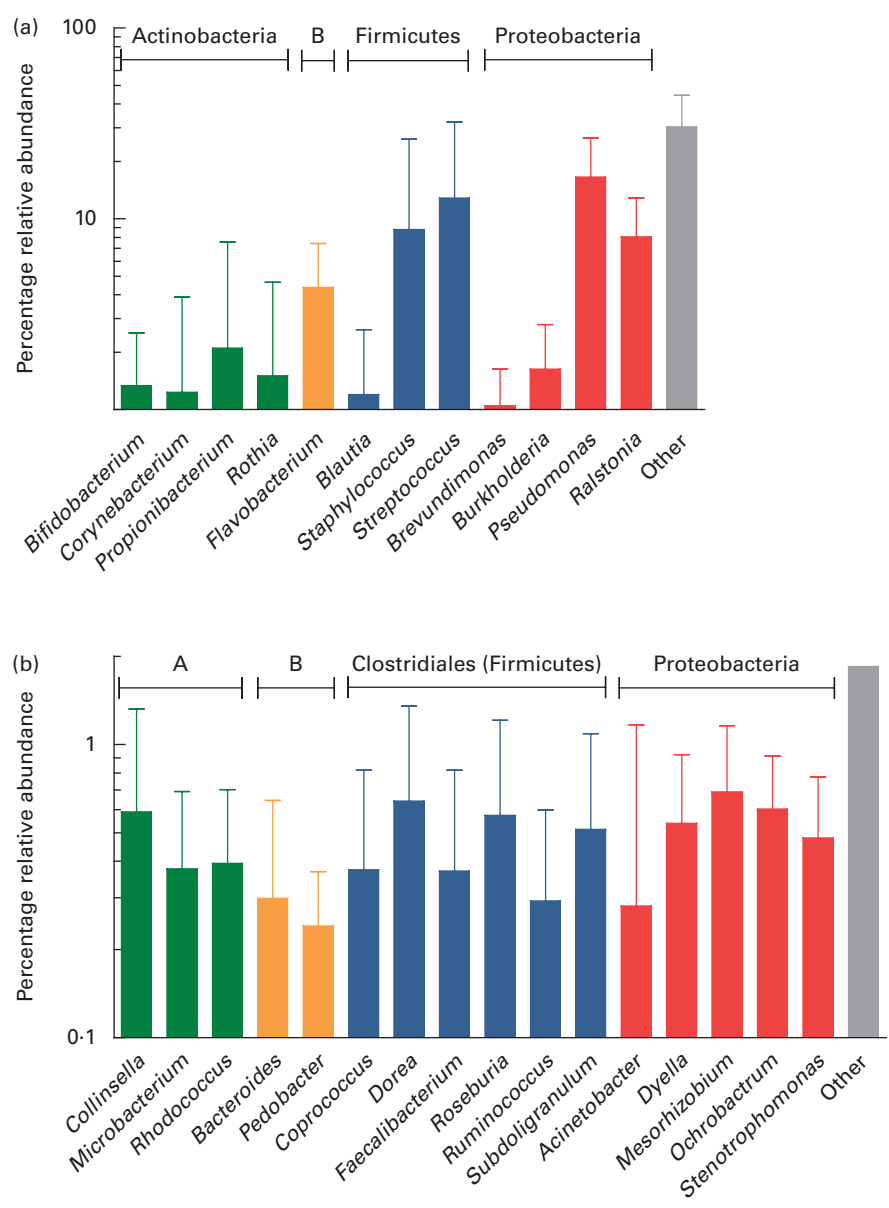 (a)
100
Actinobacteria B Firmicutes Proteobacteria
Percentage relative abundance
10
Bifidobacterium
Corynebacterium
Propionibacterium
Rothia
Flavobacterium
Blautia
Staphylococcus
Streptococcus
Brevundimonas
Burkholderia
Pseudomonas
Ralstonia
Other
(b)
A B Clostridiales (Firmicutes) Proteobacteria
Percentage relative abundance
1
0·1
Collinsella
Microbacterium
Rhodococcus
Bacteroides
Pedobacter
Coprococcus
Dorea
Faecalibacterium
Roseburia
Ruminococcus
Subdoligranulum
Acinetobacter
Dyella
Mesorhizobium
Ochrobactrum
Stenotrophomonas
Other